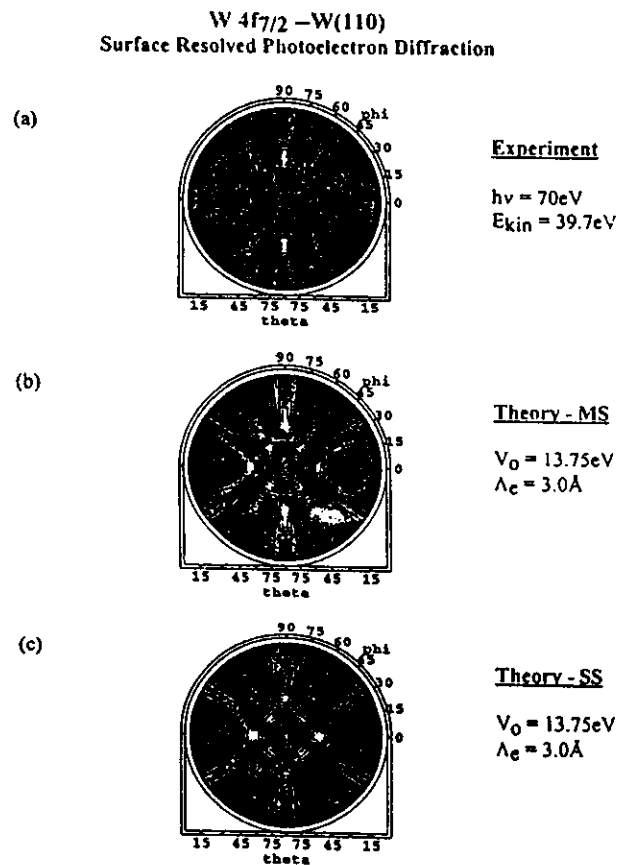 W 4f7/2 –W(110)
Surface Resolved Photoelectron Diffraction
(a)
90 75 60 45 phi 30 15 0
15 45 75 75 45 15
theta
Experiment
hν = 70eV
Ekin = 39.7eV
(b)
90 75 60 45 phi 30 15 0
15 45 75 75 45 15
theta
Theory - MS
Vo = 13.75eV
Λe = 3.0Å
(c)
90 75 60 45 phi 30 15 0
15 45 75 75 45 15
theta
Theory - SS
Vo = 13.75eV
Λe = 3.0Å